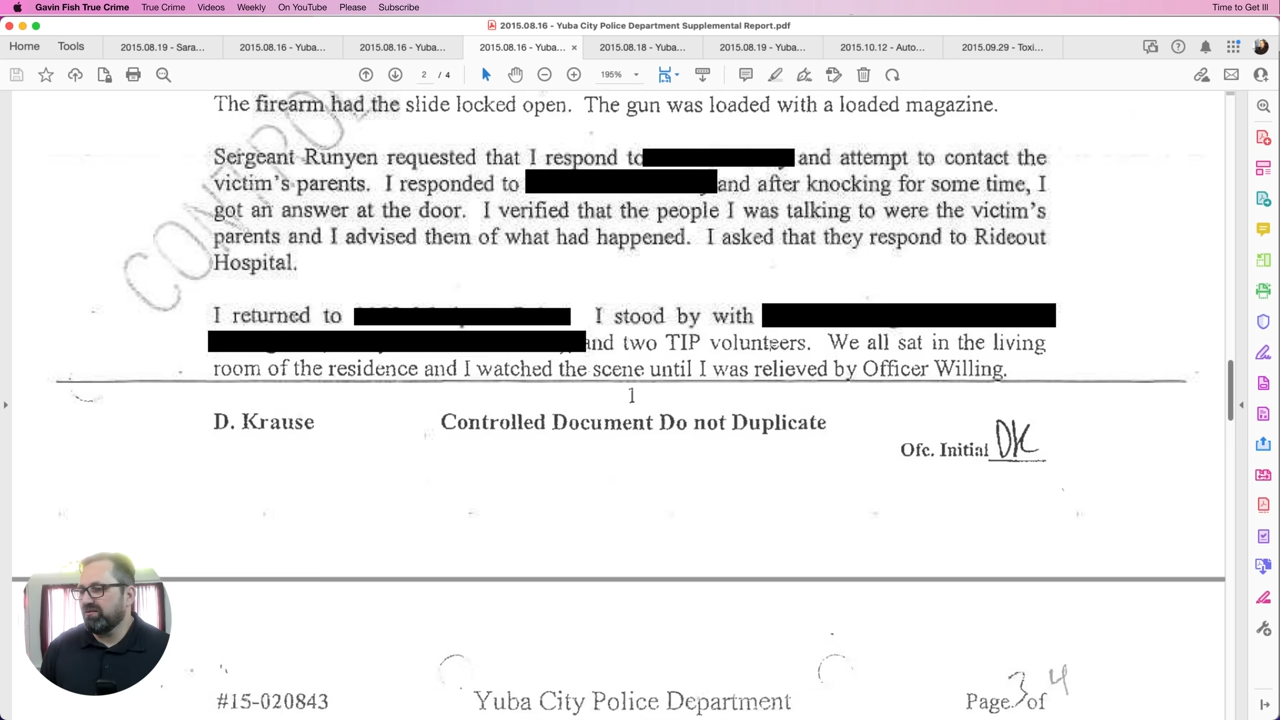 Gavin Fish True Crime True Crime Videos Weekly On YouTube Please Subscribe Time to Get Ill
2015.08.16 - Yuba City Police Department Supplemental Report.pdf
Home Tools 2015.08.19 - Sara... 2015.08.16 - Yuba... 2015.08.16 - Yuba... 2015.08.16 - Yuba... × 2015.08.18 - Yuba... 2015.08.19 - Yuba... 2015.10.12 - Auto... 2015.09.29 - Toxi...
2 / 4 195%
The firearm had the slide locked open. The gun was loaded with a loaded magazine.
Sergeant Runyen requested that I respond to and attempt to contact the
victim's parents. I responded to and after knocking for some time, I
got an answer at the door. I verified that the people I was talking to were the victim's
parents and I advised them of what had happened. I asked that they respond to Rideout
Hospital.
I returned to I stood by with
and two TIP volunteers. We all sat in the living
room of the residence and I watched the scene until I was relieved by Officer Willing.
1
D. Krause Controlled Document Do not Duplicate
Ofc. Initial DK
#15-020843 Yuba City Police Department Page 3 of 4